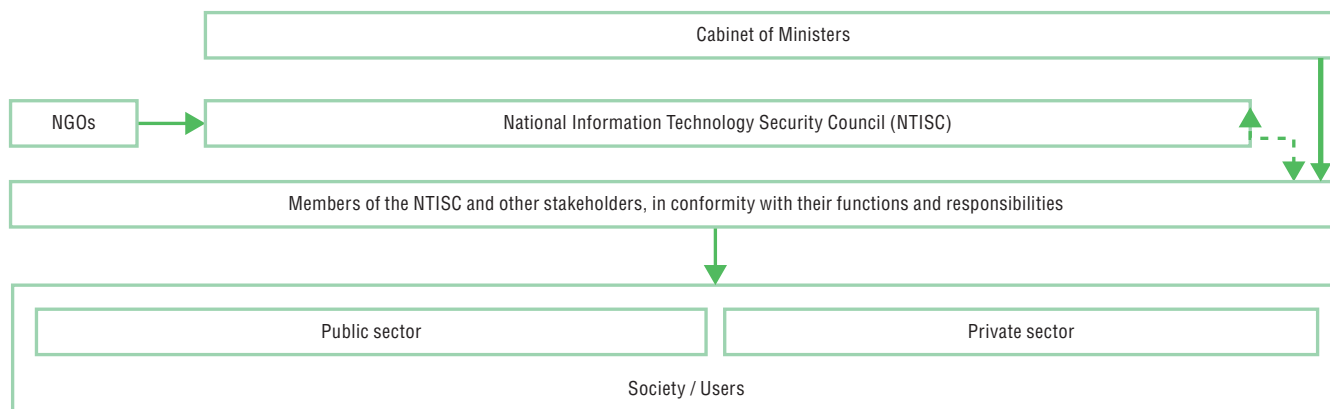 Cabinet of Ministers
NGOs
National Information Technology Security Council (NTISC)
Members of the NTISC and other stakeholders, in conformity with their functions and responsibilities
Public sector
Private sector
Society / Users